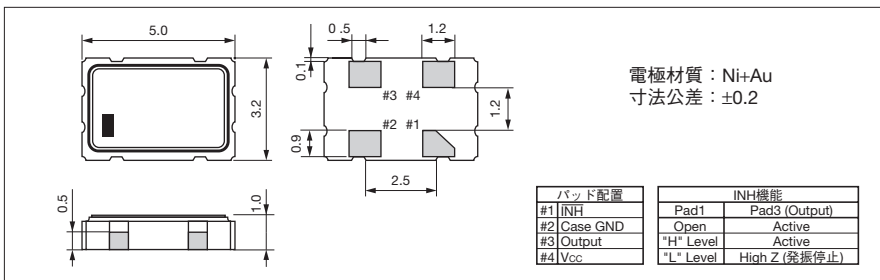 5.0
3.2
0.5
1.0
0.5
1.2
0.1
#3 #4
#2 #1
1.2
0.9
2.5
電極材質：Ni+Au
寸法公差：±0.2
パッド配置
#1 INH
#2 Case GND
#3 Output
#4 Vcc
INH機能
Pad1 Pad3 (Output)
Open Active
"H" Level Active
"L" Level High Z (発振停止)